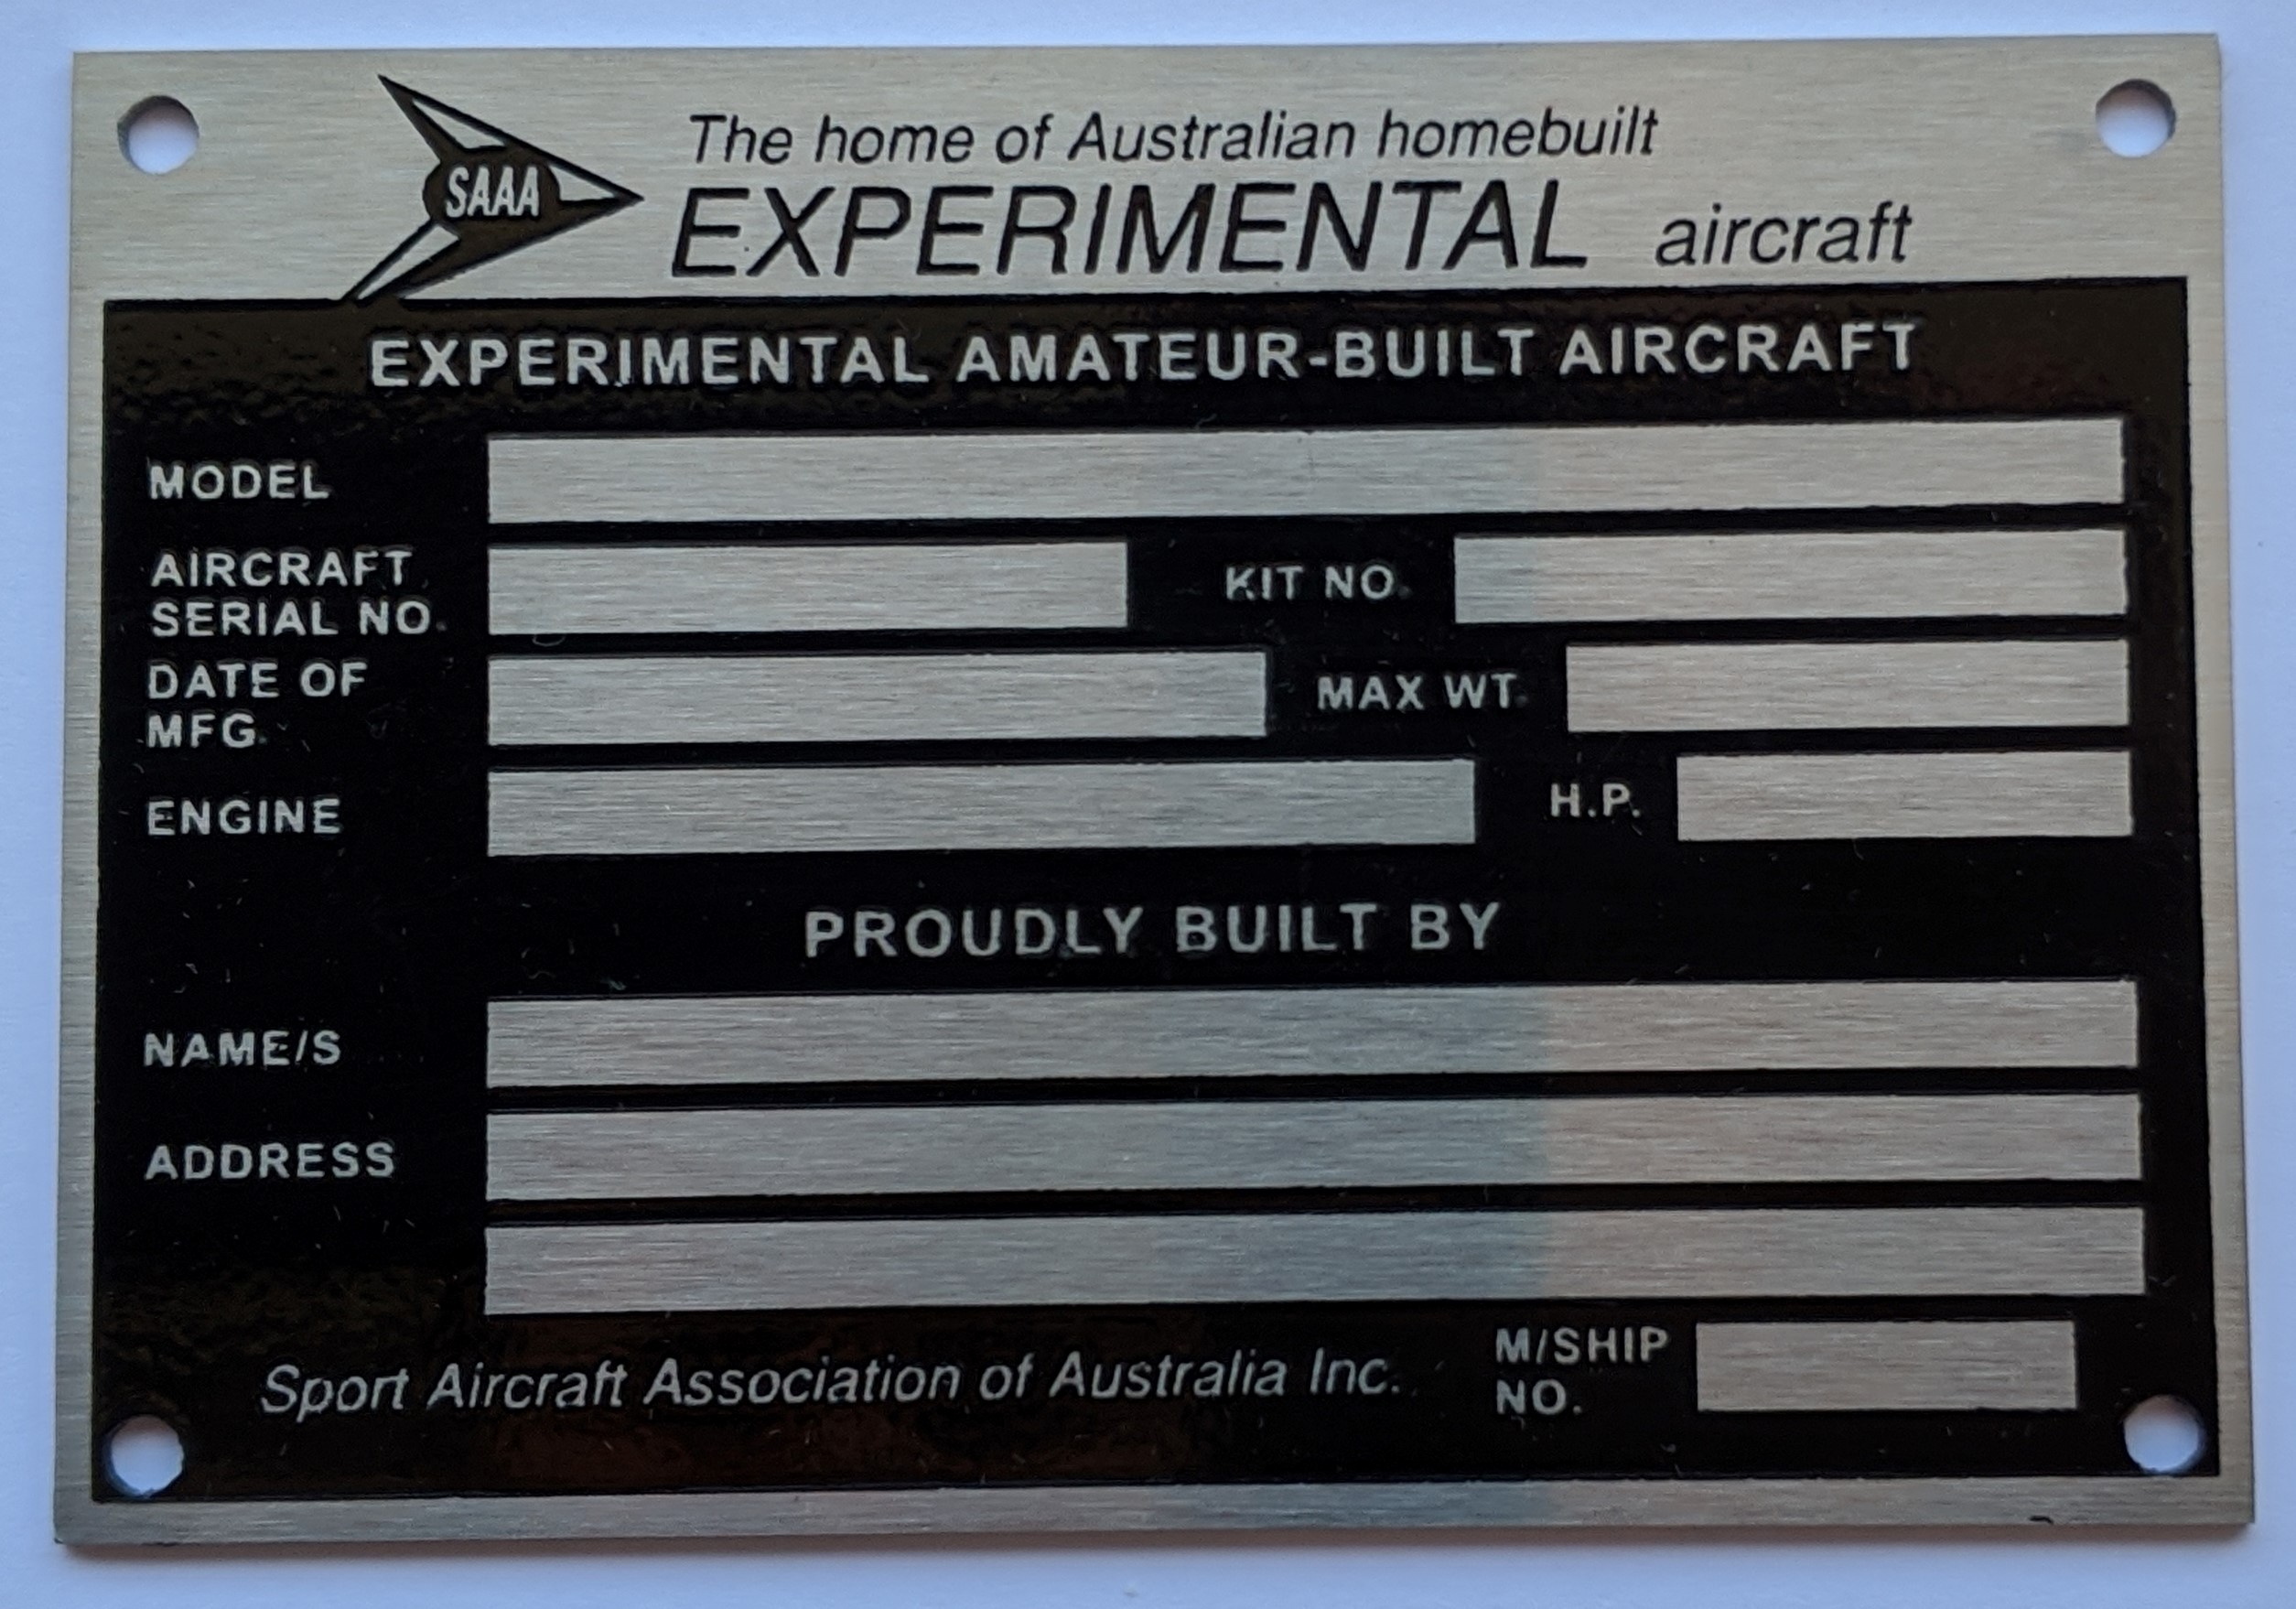 SAAA
The home of Australian homebuilt
EXPERIMENTAL aircraft
EXPERIMENTAL AMATEUR-BUILT AIRCRAFT
MODEL
AIRCRAFT
SERIAL NO.
KIT NO.
DATE OF
MFG.
MAX WT.
ENGINE
H.P.
PROUDLY BUILT BY
NAME/S
ADDRESS
Sport Aircraft Association of Australia Inc.
M/SHIP
NO.